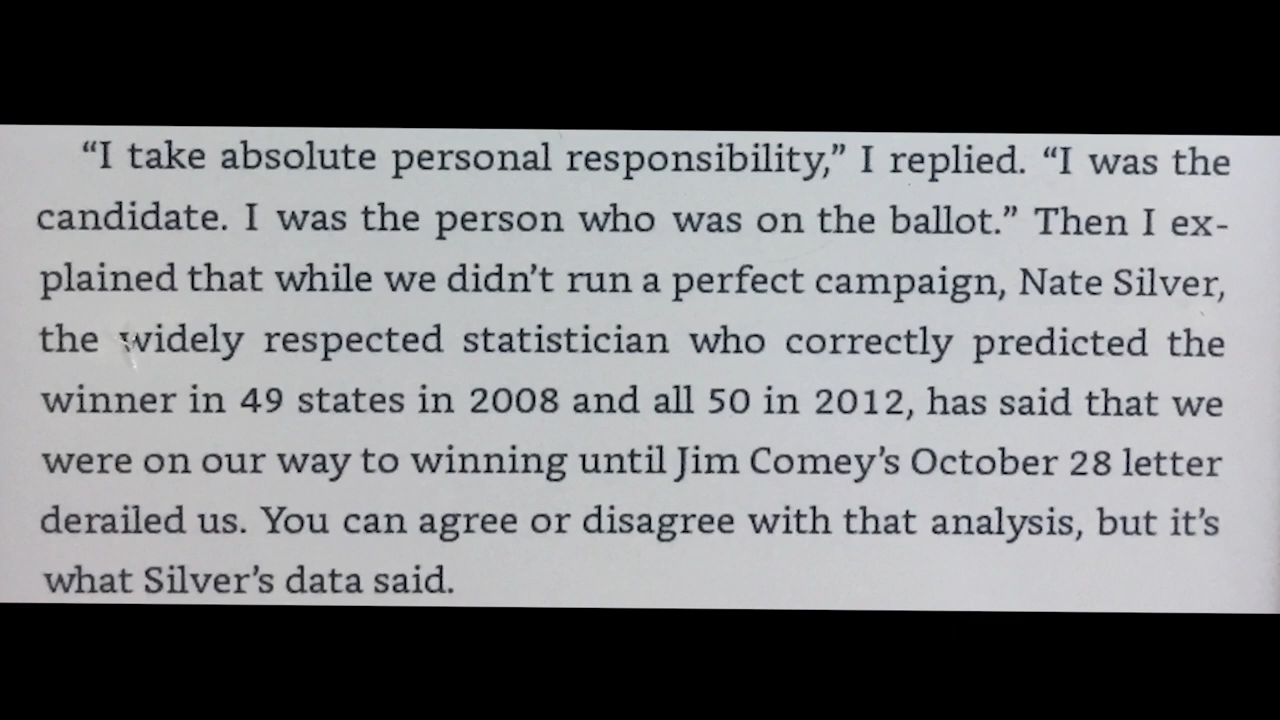 “I take absolute personal responsibility,” I replied. “I was the
candidate. I was the person who was on the ballot.” Then I ex-
plained that while we didn’t run a perfect campaign, Nate Silver,
the widely respected statistician who correctly predicted the
winner in 49 states in 2008 and all 50 in 2012, has said that we
were on our way to winning until Jim Comey’s October 28 letter
derailed us. You can agree or disagree with that analysis, but it’s
what Silver’s data said.